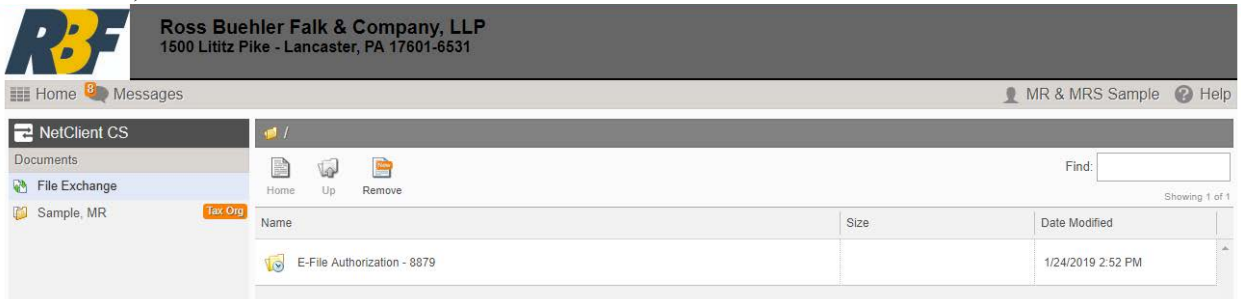 RBF
Ross Buehler Falk & Company, LLP
1500 Lititz Pike - Lancaster, PA 17601-6531
Home 8 Messages MR & MRS Sample Help
NetClient CS /
Documents
File Exchange
Sample, MR Tax Org
Home Up New Remove Find:
Showing 1 of 1
Name Size Date Modified
E-File Authorization - 8879 1/24/2019 2:52 PM